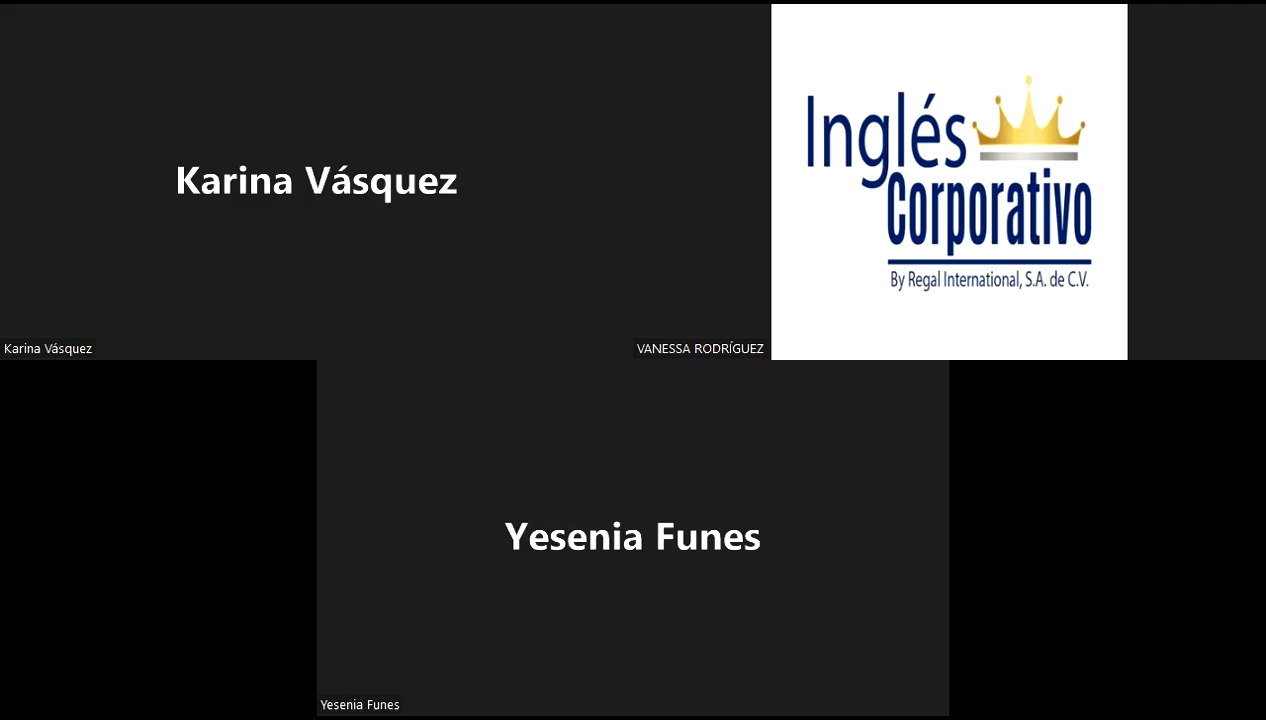 Karina Vásquez
Karina Vásquez
Inglés
Corporativo
By Regal International, S.A. de C.V.
VANESSA RODRÍGUEZ
Yesenia Funes
Yesenia Funes